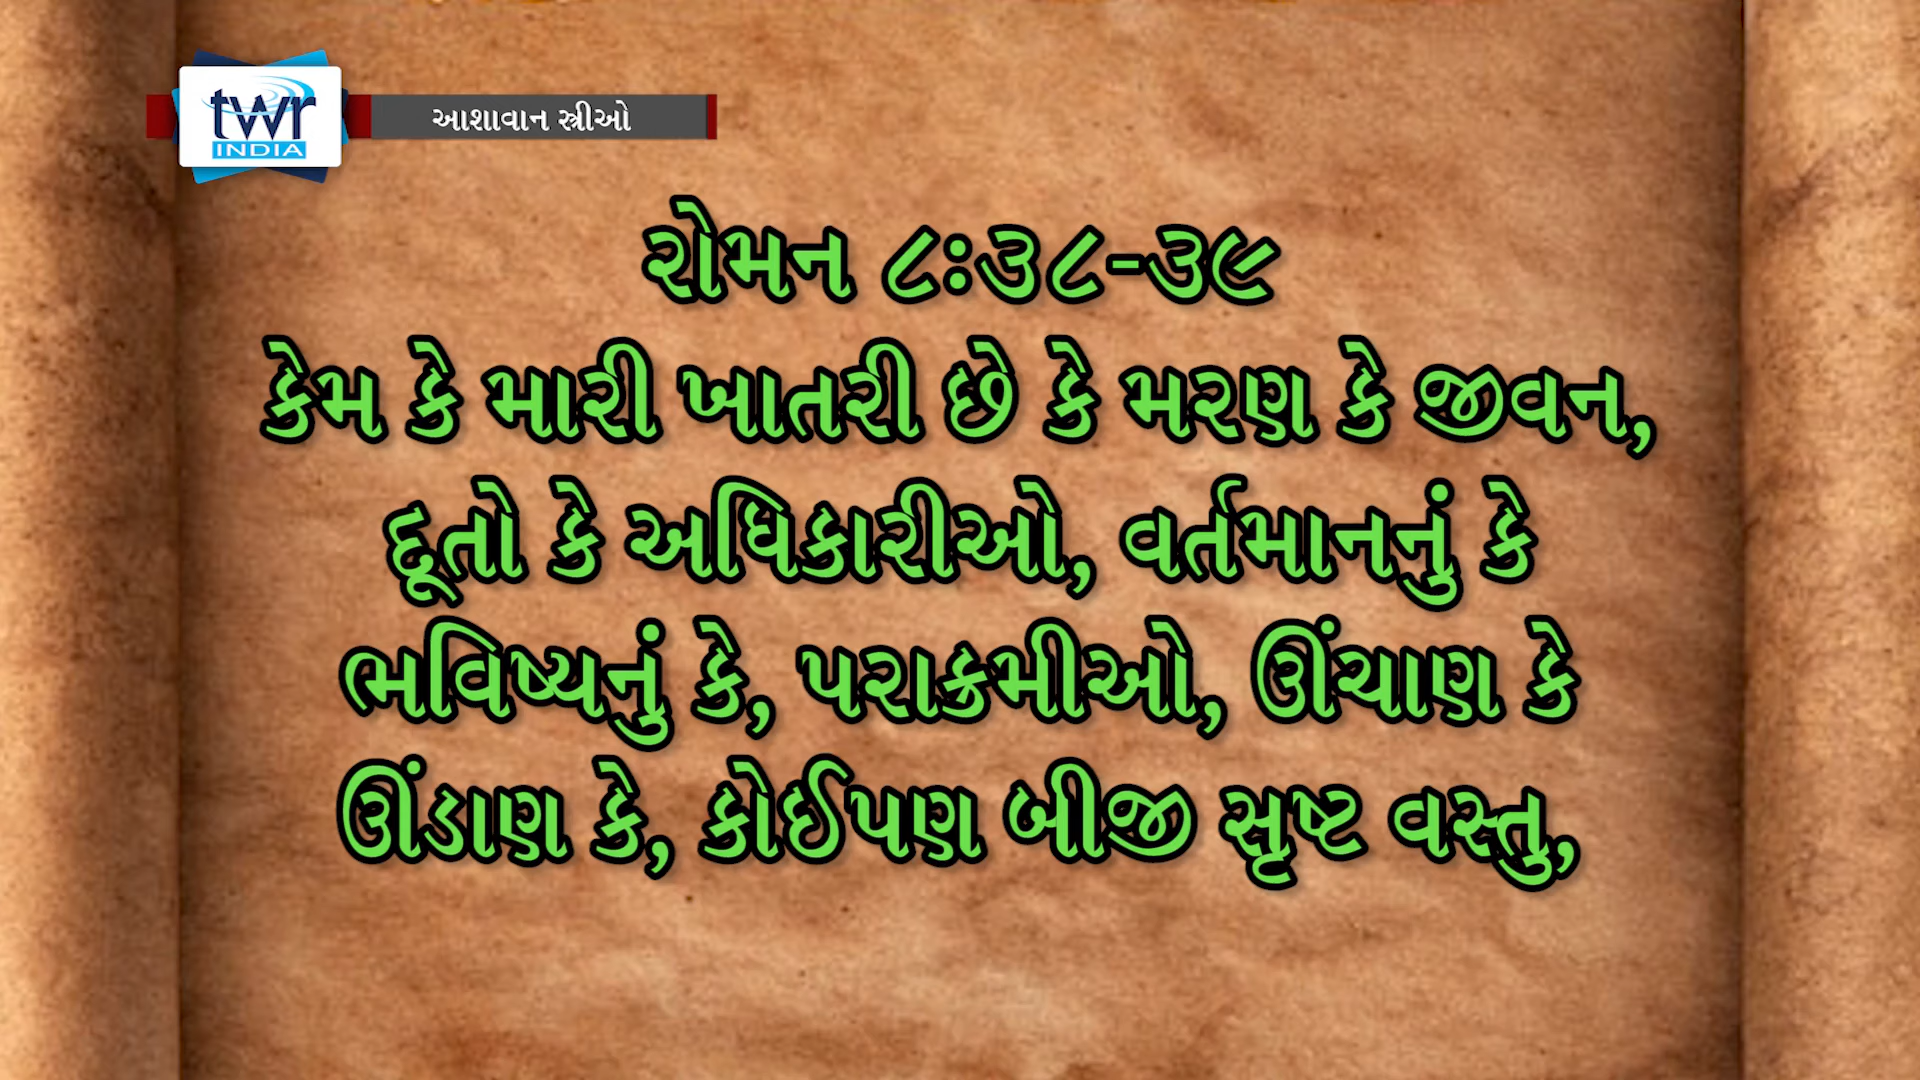 twr
INDIA
આશાવાન સ્ત્રીઓ
રોમન ૮:૩૮-૩૯
કેમ કે મારી ખાતરી છે કે મરણ કે જીવન,
દૂતો કે અધિકારીઓ, વર્તમાનનું કે
ભવિષ્યનું કે, પરાક્રમીઓ, ઊંચાણ કે
ઊંડાણ કે, કોઈપણ બીજી સૃષ્ટ વસ્તુ,